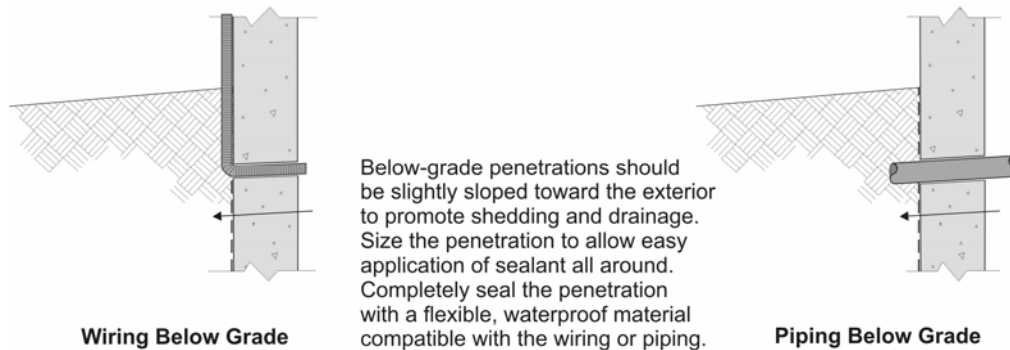 Below-grade penetrations should
be slightly sloped toward the exterior
to promote shedding and drainage.
Size the penetration to allow easy
application of sealant all around.
Completely seal the penetration
with a flexible, waterproof material
compatible with the wiring or piping.
Wiring Below Grade
Piping Below Grade